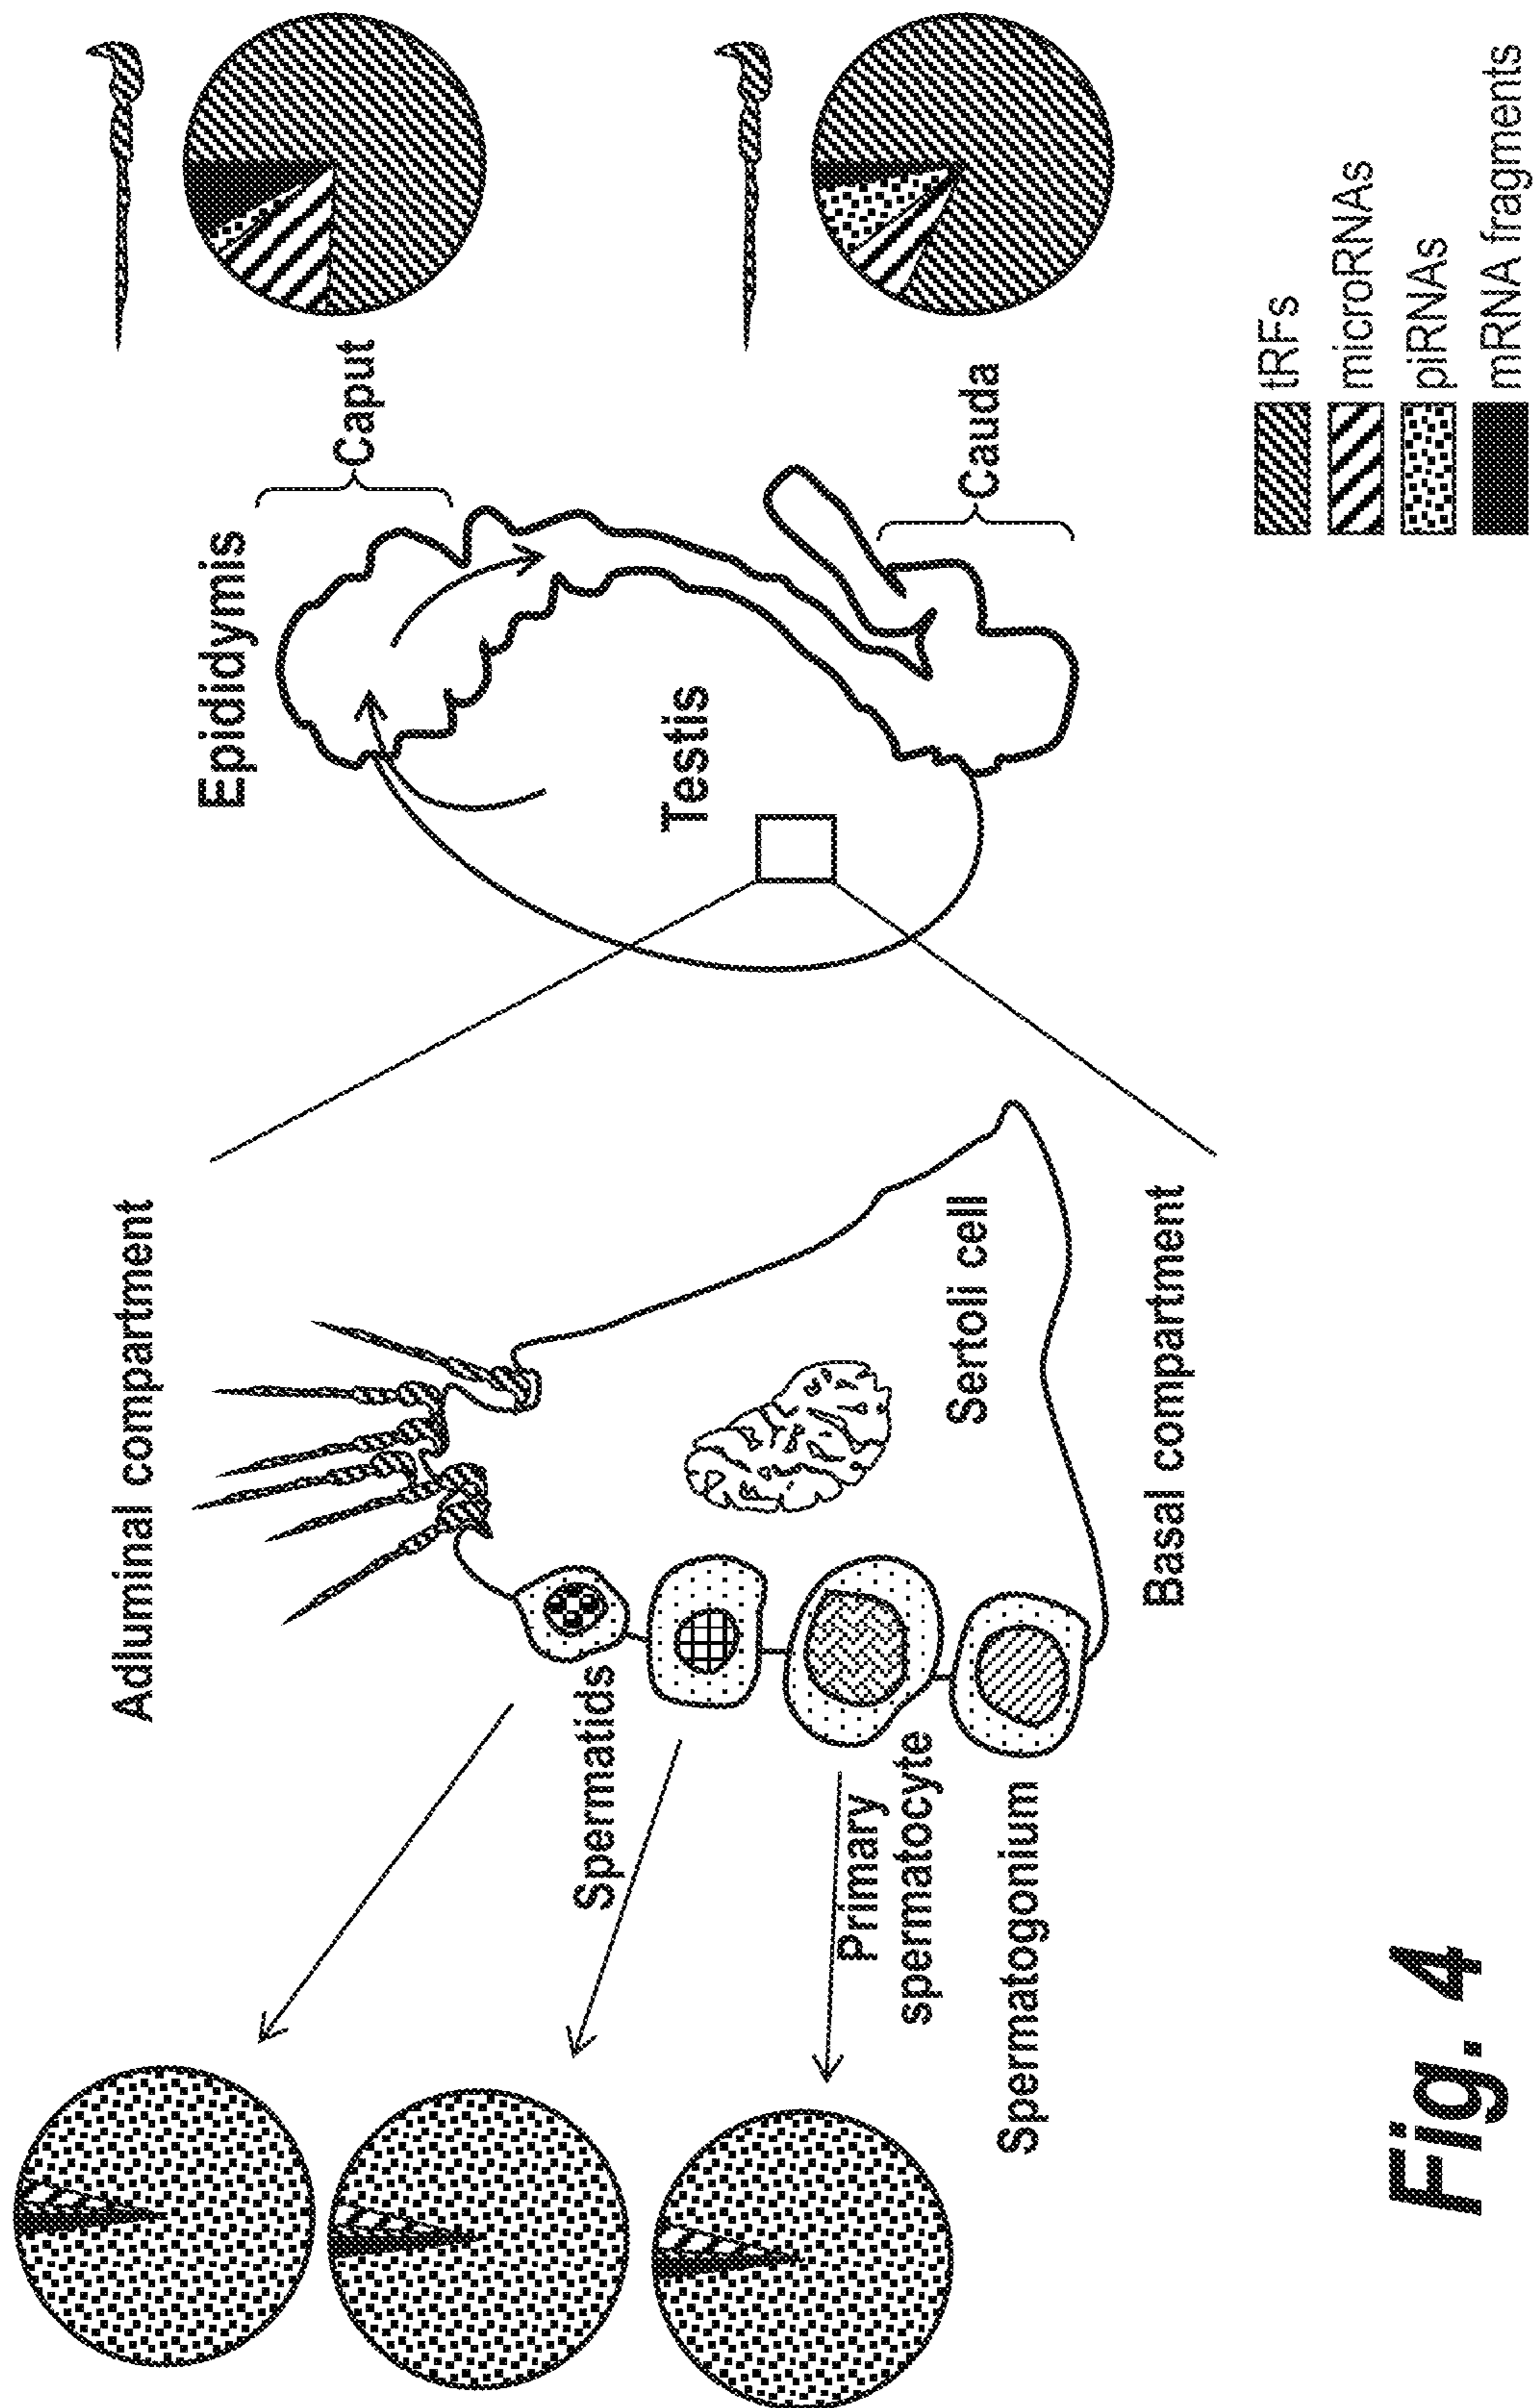 Epididymis
Caput
Testis
Cauda
Adluminal compartment
Spermatids
Primary
spermatocyte
Spermatogonium
Sertoli cell
Basal compartment
tRFs
microRNAs
piRNAs
mRNA fragments
Fig. 4